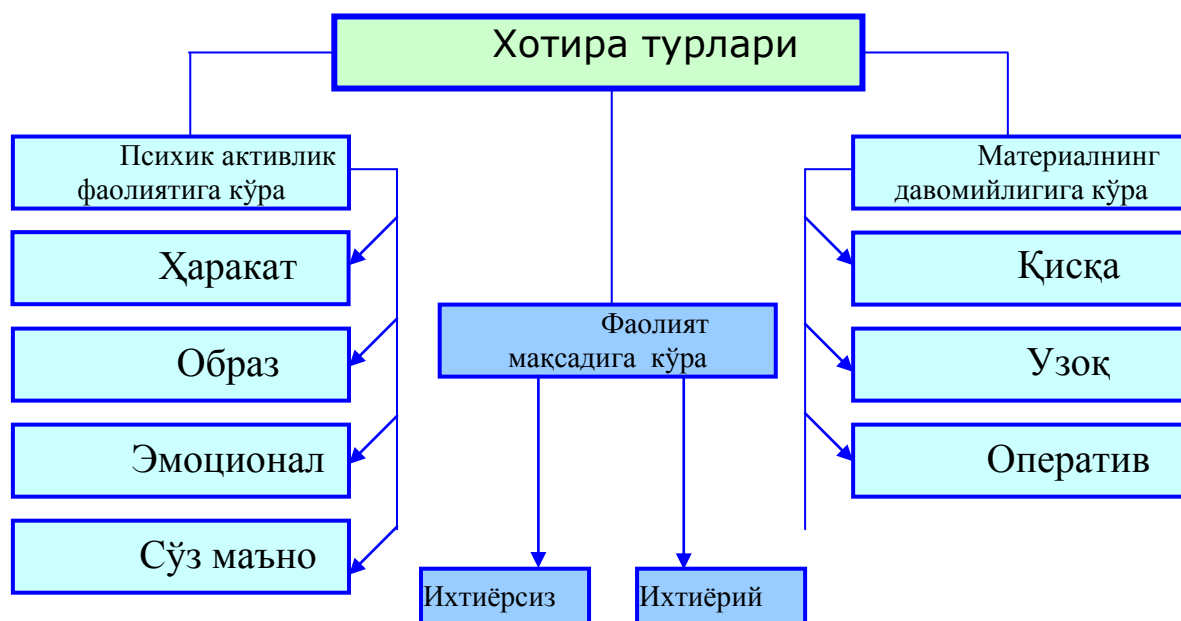 Хотира турлари
Психик активлик
фаолиятига кўра
Ҳаракат
Образ
Эмоционал
Сўз маъно
Фаолият
мақсадига кўра
Ихтиёрсиз
Ихтиёрий
Материалнинг
давомийлигига кўра
Қисқа
Узоқ
Оператив